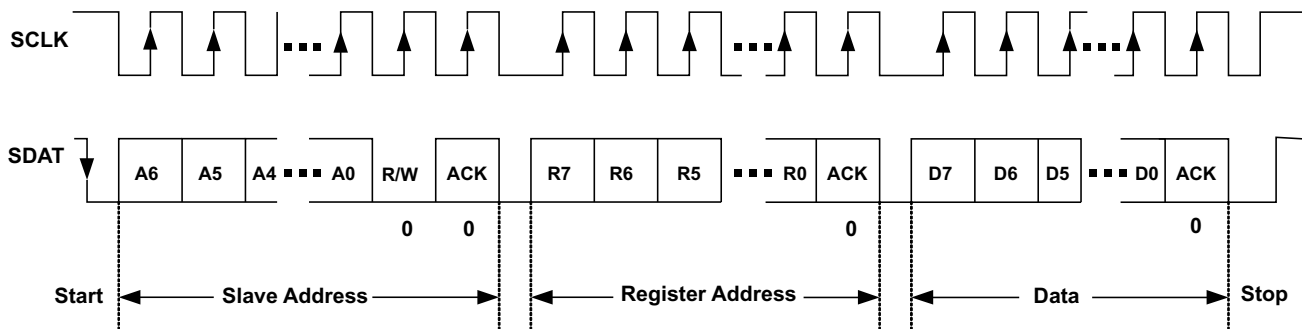 SCLK
SDAT A6 A5 A4 A0 R/W ACK R7 R6 R5 R0 ACK D7 D6 D5 D0 ACK
0 0 0 0
Start Slave Address Register Address Data Stop